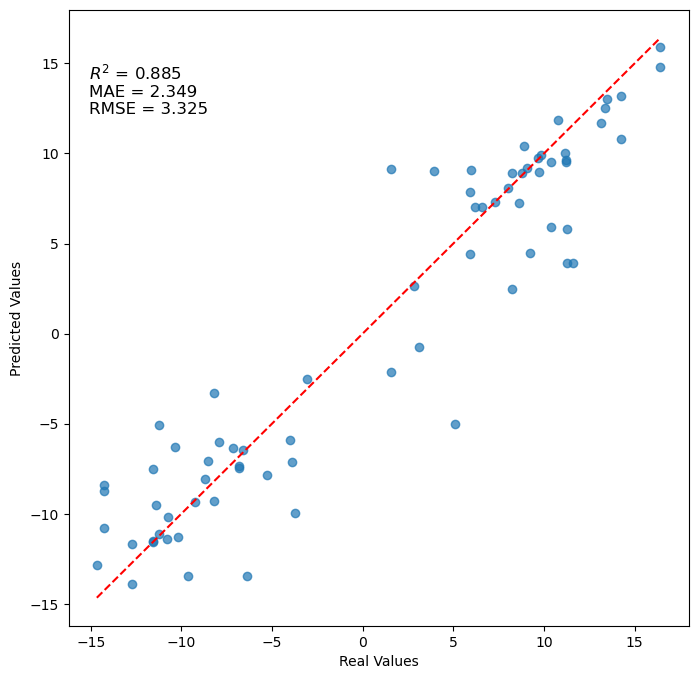 R² = 0.885
MAE = 2.349
RMSE = 3.325
Predicted Values
15
10
5
0
−5
−10
−15
−15 −10 −5 0 5 10 15
Real Values